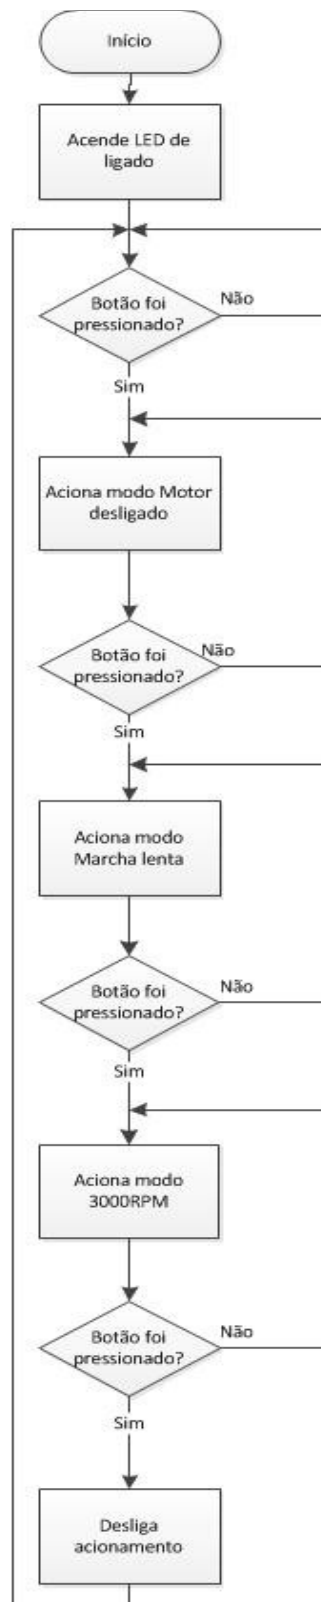 Início
Acende LED de
ligado
Botão foi
pressionado?
Não
Sim
Aciona modo Motor
desligado
Botão foi
pressionado?
Não
Sim
Aciona modo
Marcha lenta
Botão foi
pressionado?
Não
Sim
Aciona modo
3000RPM
Botão foi
pressionado?
Não
Sim
Desliga
acionamento